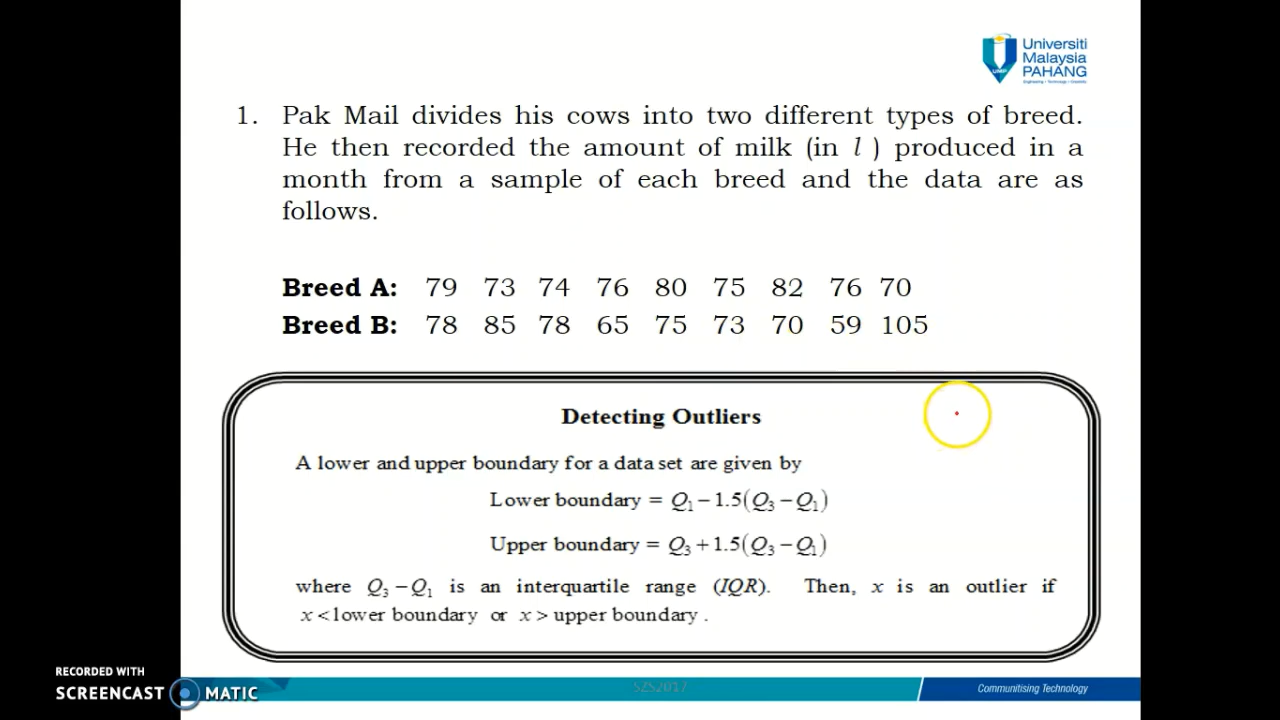 Universiti
Malaysia
PAHANG
1. Pak Mail divides his cows into two different types of breed.
He then recorded the amount of milk (in l ) produced in a
month from a sample of each breed and the data are as
follows.
Breed A: 79 73 74 76 80 75 82 76 70
Breed B: 78 85 78 65 75 73 70 59 105
Detecting Outliers
A lower and upper boundary for a data set are given by
Lower boundary = Q₁ − 1.5(Q₃ − Q₁)
Upper boundary = Q₃ + 1.5(Q₃ − Q₁)
where Q₃ − Q₁ is an interquartile range (IQR). Then, x is an outlier if
x < lower boundary or x > upper boundary .
RECORDED WITH
SCREENCAST MATIC
SZS2017
Communitising Technology